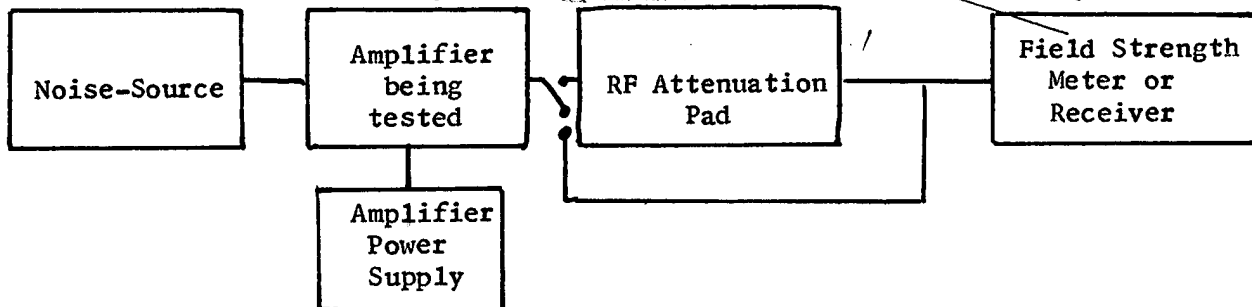 Noise-Source
Amplifier
being
tested
RF Attenuation
Pad
Field Strength
Meter or
Receiver
Amplifier
Power
Supply